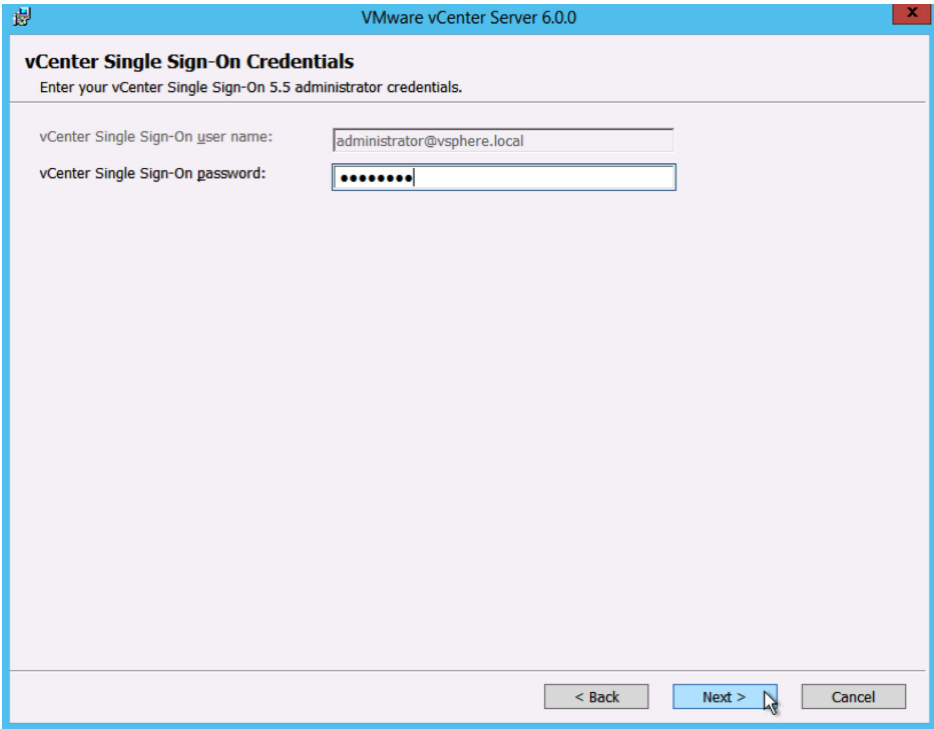 VMware vCenter Server 6.0.0
x
vCenter Single Sign-On Credentials
Enter your vCenter Single Sign-On 5.5 administrator credentials.
vCenter Single Sign-On user name: administrator@vsphere.local
vCenter Single Sign-On password: ••••••••
< Back Next > Cancel